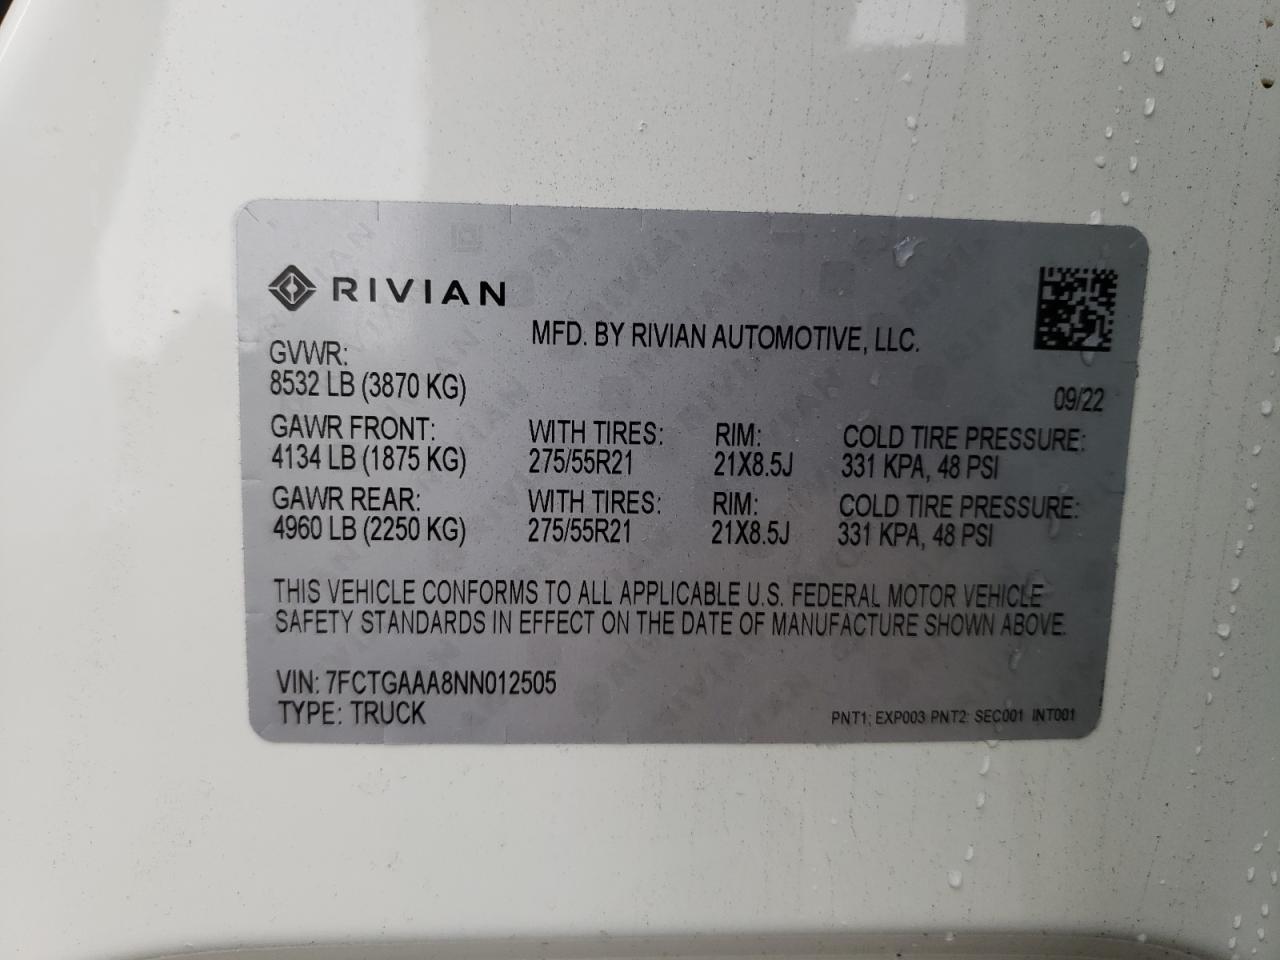 RIVIAN
MFD. BY RIVIAN AUTOMOTIVE, LLC.
GVWR:
8532 LB (3870 KG)
09/22
GAWR FRONT: WITH TIRES: RIM: COLD TIRE PRESSURE:
4134 LB (1875 KG) 275/55R21 21X8.5J 331 KPA, 48 PSI
GAWR REAR: WITH TIRES: RIM: COLD TIRE PRESSURE:
4960 LB (2250 KG) 275/55R21 21X8.5J 331 KPA, 48 PSI
THIS VEHICLE CONFORMS TO ALL APPLICABLE U.S. FEDERAL MOTOR VEHICLE
SAFETY STANDARDS IN EFFECT ON THE DATE OF MANUFACTURE SHOWN ABOVE.
VIN: 7FCTGAAA8NN012505
TYPE: TRUCK
PNT1: EXP003 PNT2: SEC001 INT001